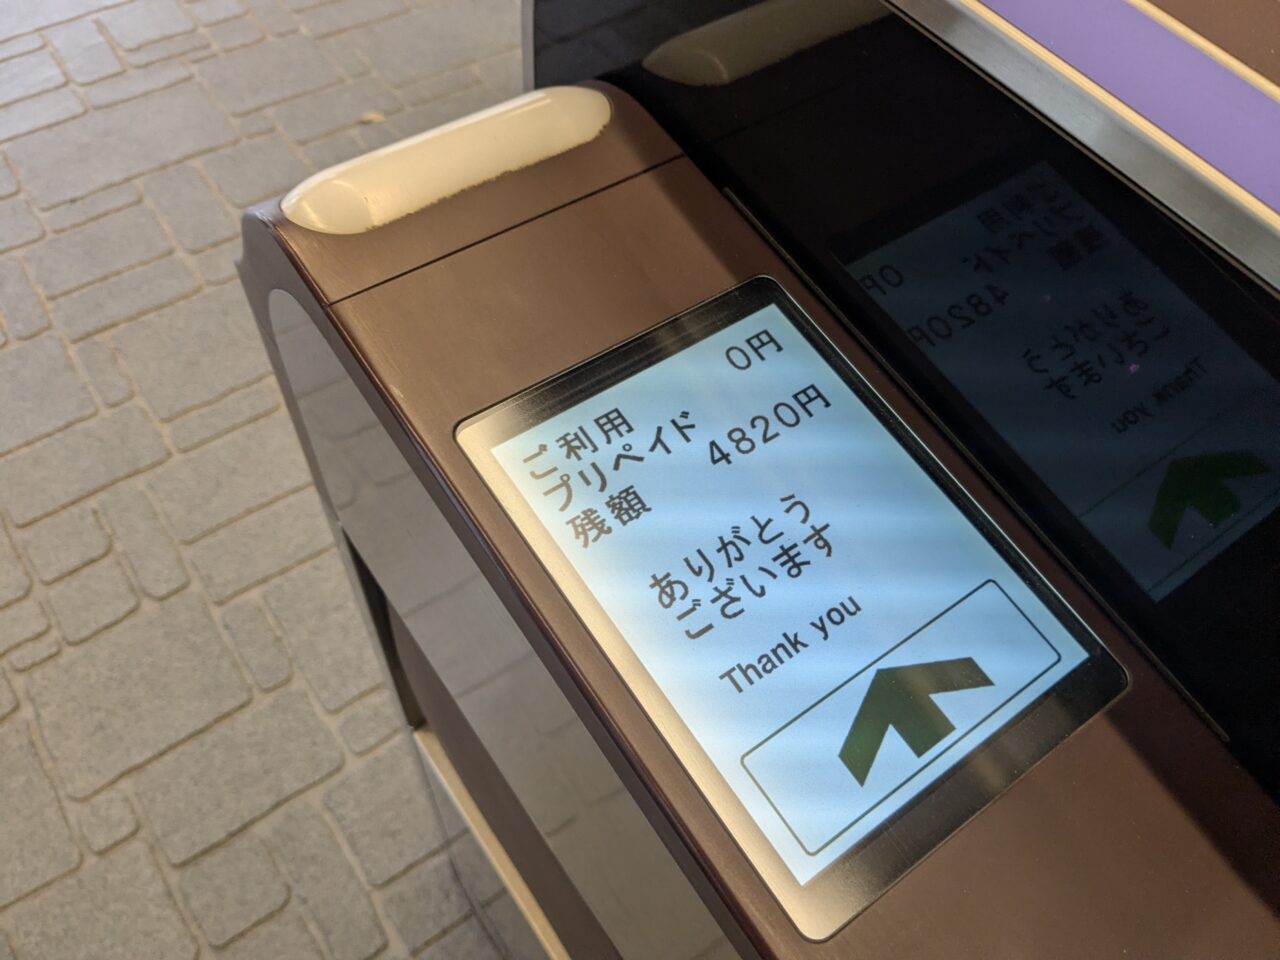 ご利用 0円
プリペイド
残額 4820円
ありがとう
ございます
Thank you